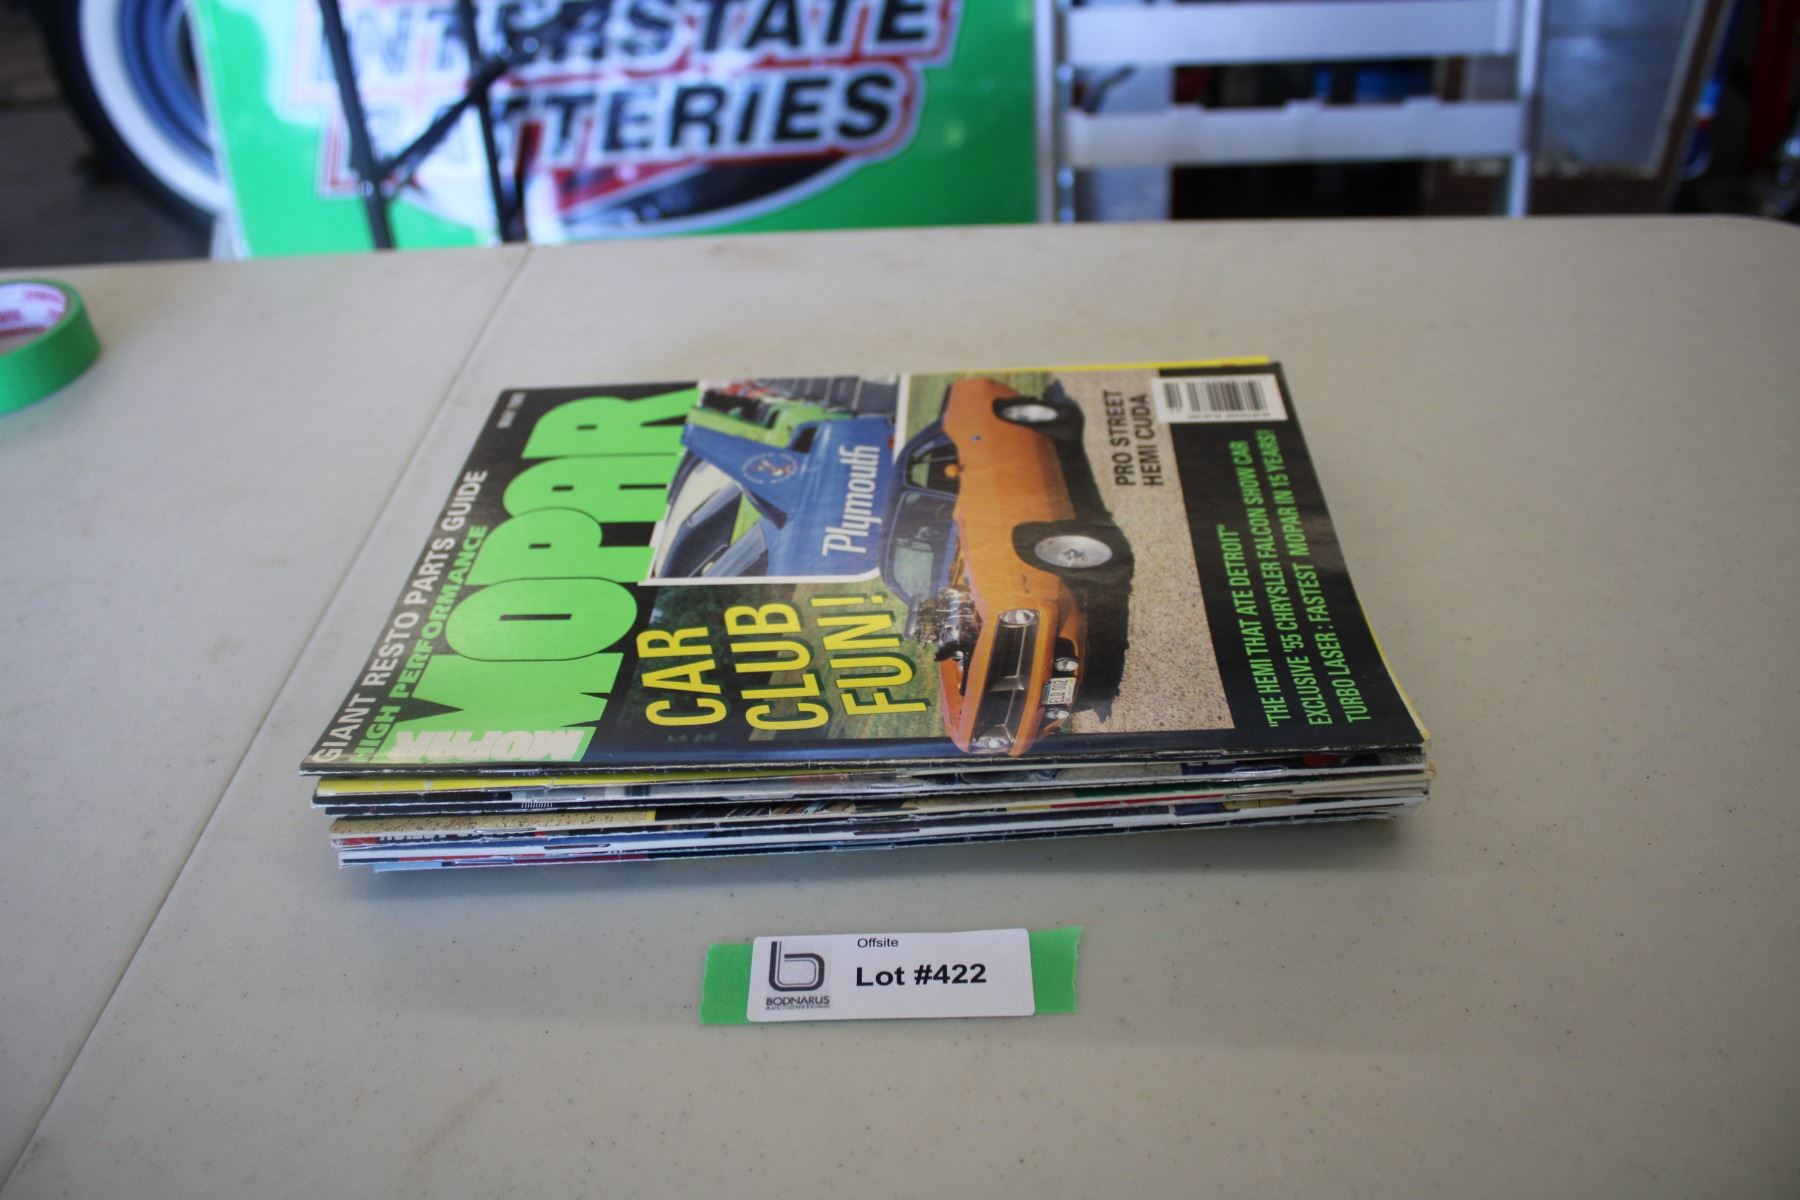 INTERSTATE
BATTERIES
GIANT RESTO PARTS GUIDE
HIGH PERFORMANCE
MOPAR
MOPAR
Plymouth
CAR
CLUB
FUN!
PRO STREET
HEMI CUDA
"THE HEMI THAT ATE DETROIT"
EXCLUSIVE '55 CHRYSLER FALCON SHOW CAR
TURBO LASER : FASTEST MOPAR IN 15 YEARS!
Offsite
Lot #422
b
BODNARUS
AUCTIONEERING